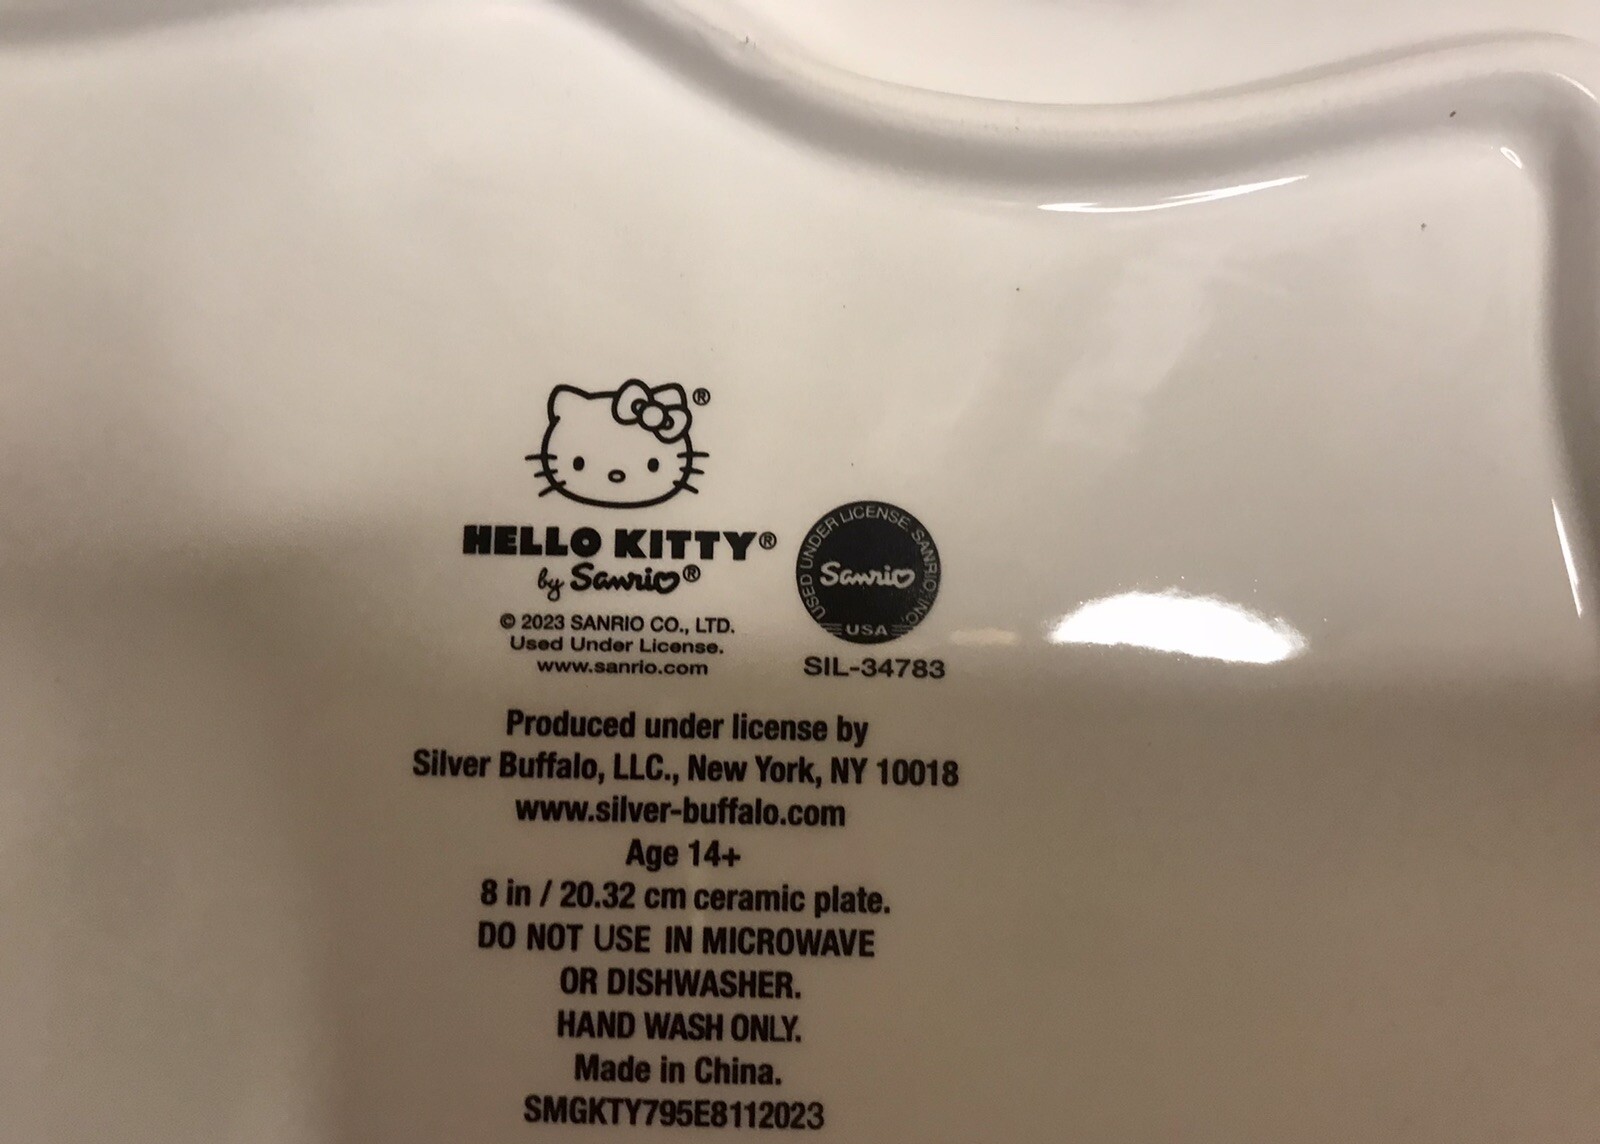 ®
HELLO KITTY®
by Sanrio®
© 2023 SANRIO CO., LTD.
Used Under License.
www.sanrio.com
USED UNDER LICENSE. SANRIO, INC.
Sanrio
USA
SIL-34783
Produced under license by
Silver Buffalo, LLC., New York, NY 10018
www.silver-buffalo.com
Age 14+
8 in / 20.32 cm ceramic plate.
DO NOT USE IN MICROWAVE
OR DISHWASHER.
HAND WASH ONLY.
Made in China.
SMGKTY795E8112023